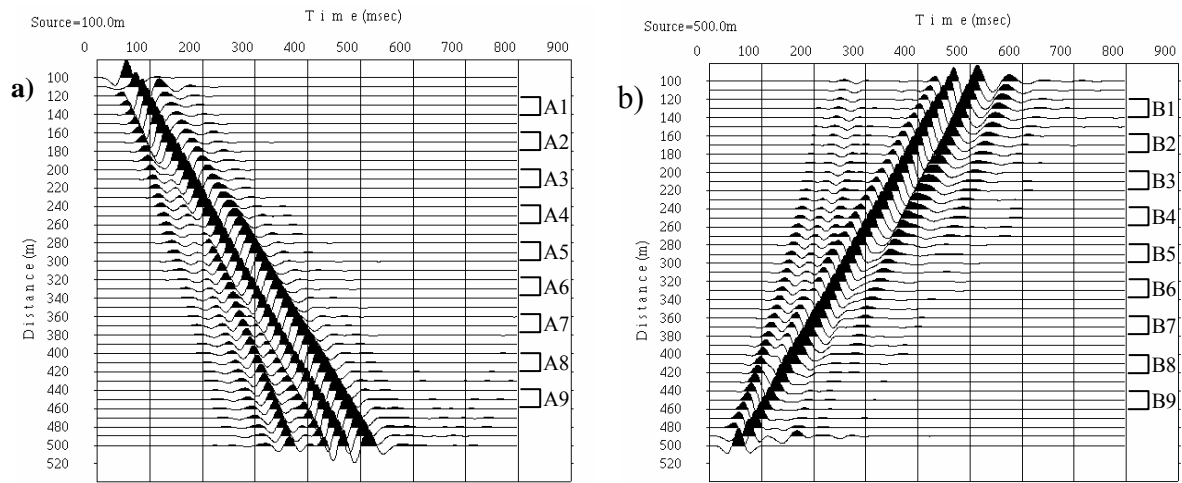 a)
Source=100.0m
T i m e (msec)
0 100 200 300 400 500 600 700 800 900
D i s t a n c e (m)
100
120
140
160
180
200
220
240
260
280
300
320
340
360
380
400
420
440
460
480
500
520
A1
A2
A3
A4
A5
A6
A7
A8
A9
b)
Source=500.0m
T i m e (msec)
0 100 200 300 400 500 600 700 800 900
D i s t a n c e (m)
100
120
140
160
180
200
220
240
260
280
300
320
340
360
380
400
420
440
460
480
500
520
B1
B2
B3
B4
B5
B6
B7
B8
B9